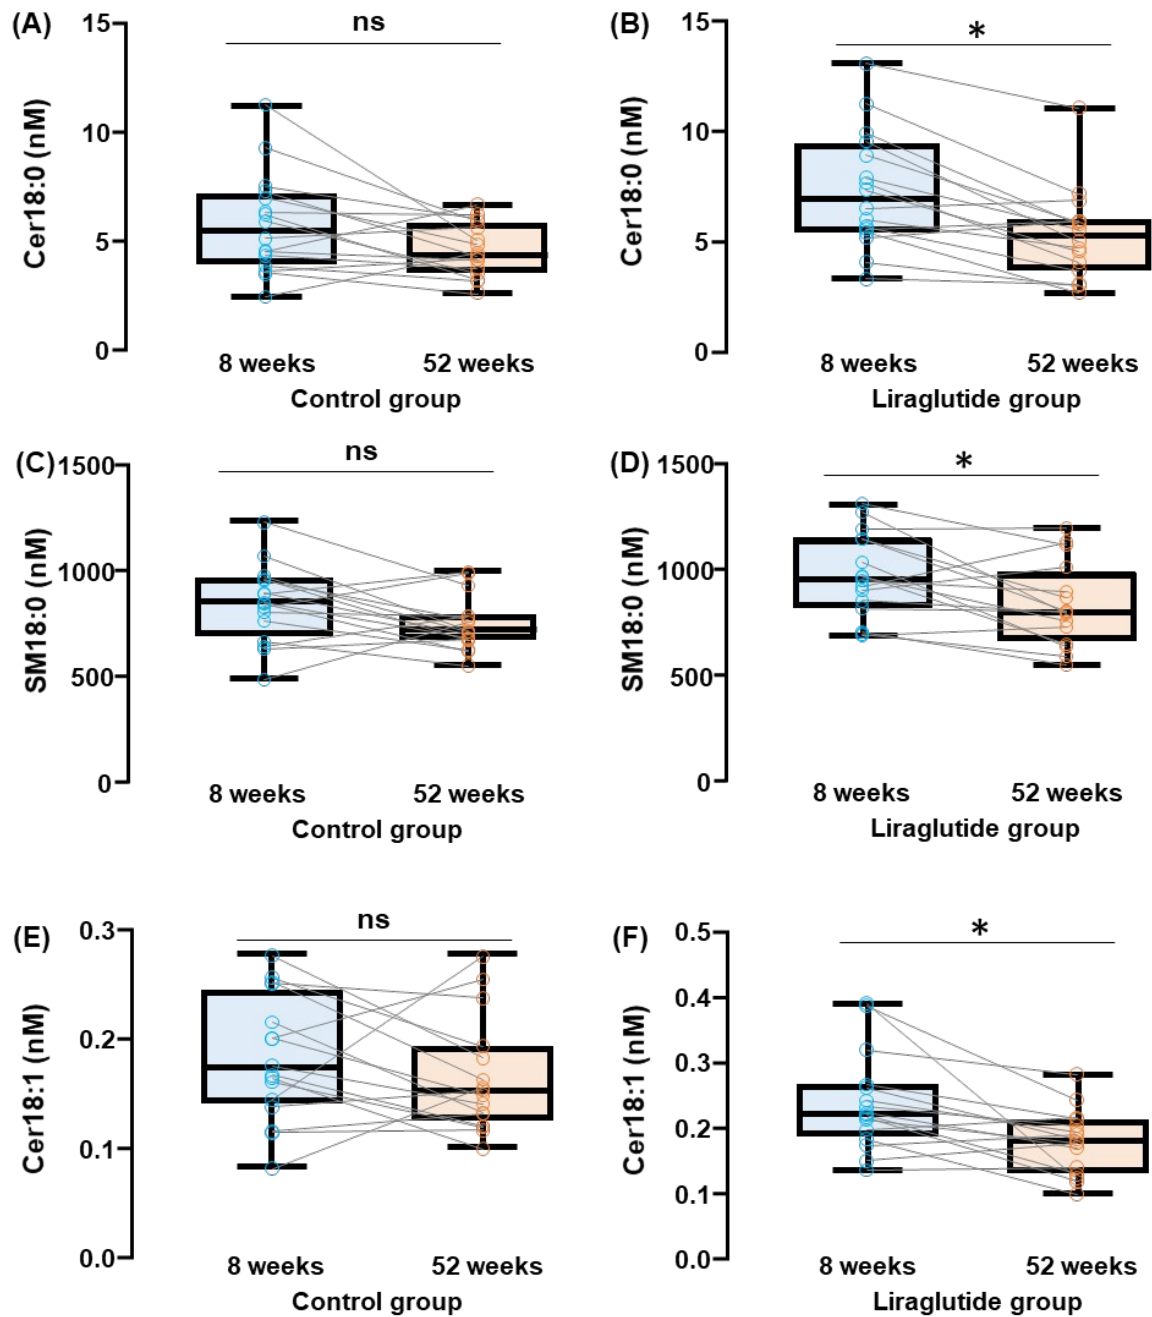 (A)
ns
15
10
5
0
Cer18:0 (nM)
8 weeks
52 weeks
Control group
(B)
*
15
10
5
0
Cer18:0 (nM)
8 weeks
52 weeks
Liraglutide group
(C)
ns
1500
1000
500
0
SM18:0 (nM)
8 weeks
52 weeks
Control group
(D)
*
1500
1000
500
0
SM18:0 (nM)
8 weeks
52 weeks
Liraglutide group
(E)
ns
0.3
0.2
0.1
0.0
Cer18:1 (nM)
8 weeks
52 weeks
Control group
(F)
*
0.5
0.4
0.3
0.2
0.1
0.0
Cer18:1 (nM)
8 weeks
52 weeks
Liraglutide group